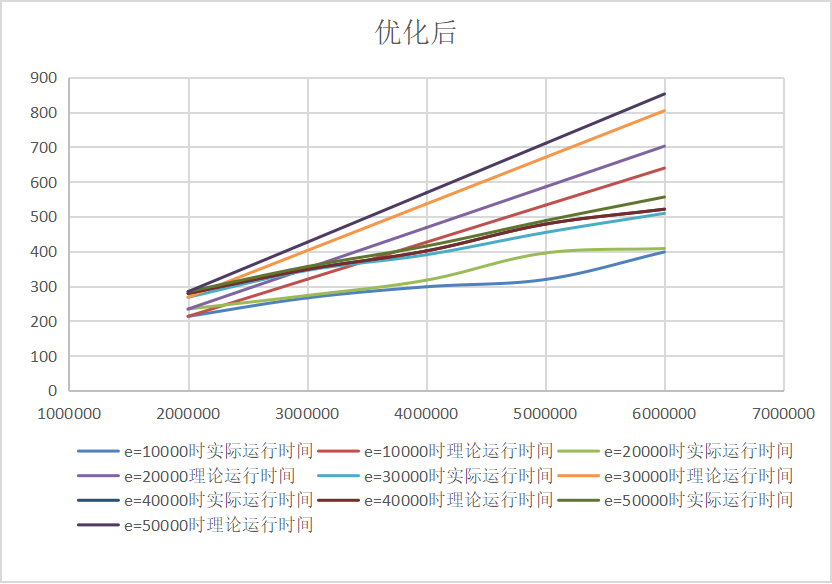 优化后
900
800
700
600
500
400
300
200
100
0
1000000 2000000 3000000 4000000 5000000 6000000 7000000
e=10000时实际运行时间 e=10000时理论运行时间 e=20000时实际运行时间
e=20000理论运行时间 e=30000时实际运行时间 e=30000时理论运行时间
e=40000时实际运行时间 e=40000时理论运行时间 e=50000时实际运行时间
e=50000时理论运行时间